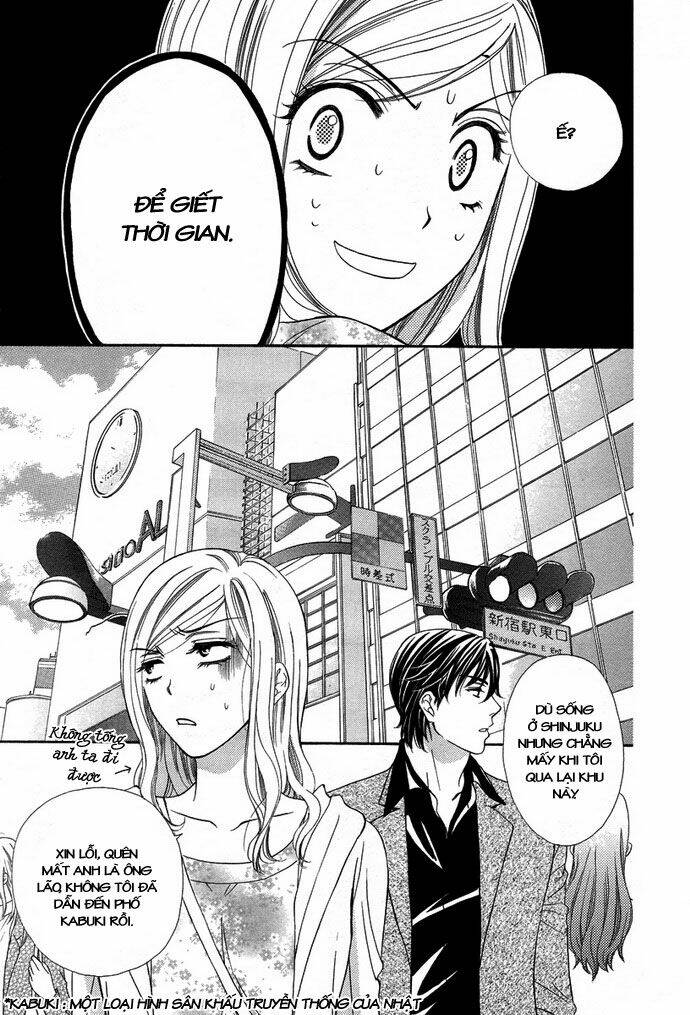 Ế?
ĐỂ GIẾT
THỜI GIAN.
ALTA
時差式
スクランブル交差点
新宿駅東口
Shinjuku Sta E Ent
DÙ SỐNG
Ở SHINJUKU
NHƯNG CHẲNG
MẤY KHI TÔI
QUA LẠI KHU
NÀY.
Không tống
anh ta đi
được
XIN LỖI, QUÊN
MẤT ANH LÀ ÔNG
LÃO, KHÔNG TÔI ĐÃ
DẪN ĐẾN PHỐ
KABUKI RỒI.
*KABUKI : MỘT LOẠI HÌNH SÂN KHẤU TRUYỀN THỐNG CỦA NHẬT